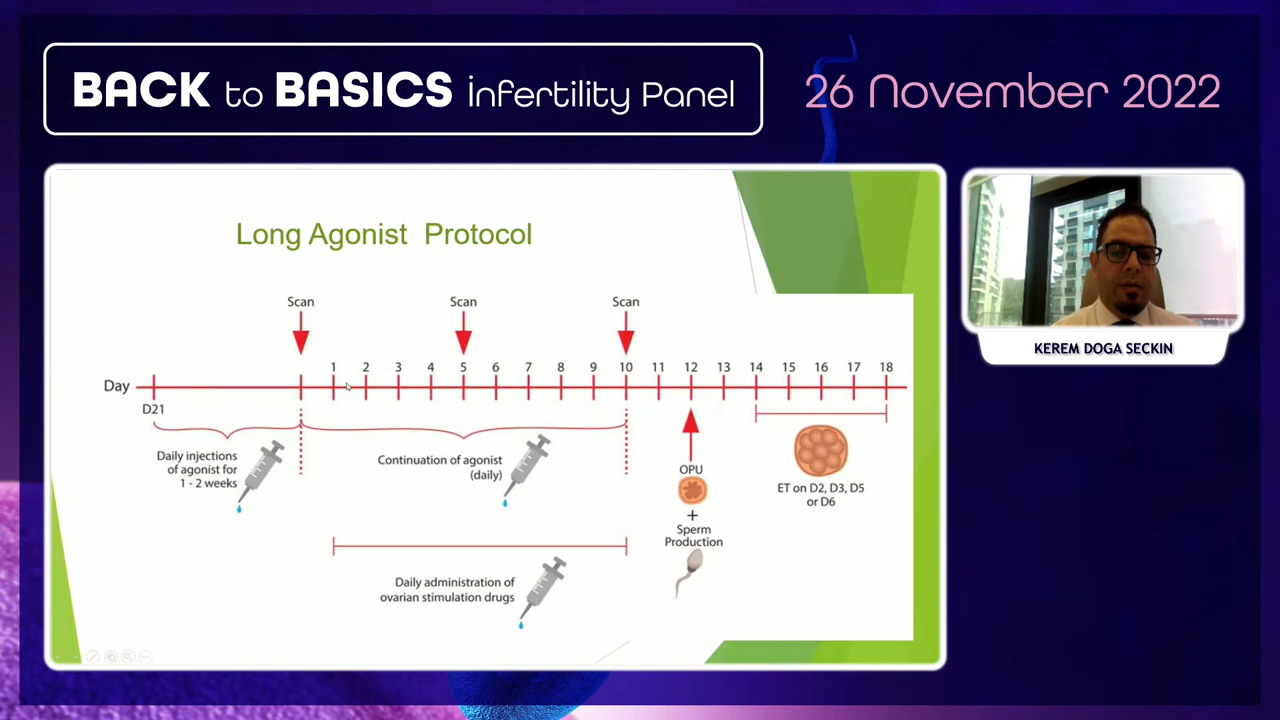 BACK to BASICS infertility Panel
26 November 2022
Long Agonist Protocol
Scan
Scan
Scan
Day
1 2 3 4 5 6 7 8 9 10 11 12 13 14 15 16 17 18
D21
Daily injections
of agonist for
1 - 2 weeks
Continuation of agonist
(daily)
OPU
+
Sperm
Production
ET on D2, D3, D5
or D6
Daily administration of
ovarian stimulation drugs
KEREM DOGA SECKIN